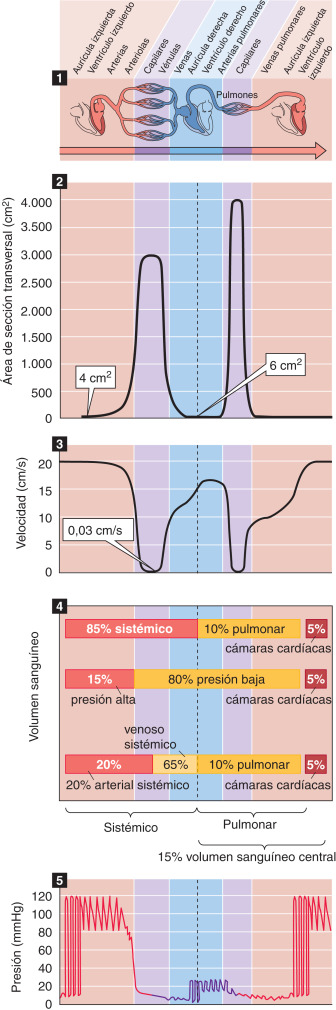 Aurícula izquierda
Ventrículo izquierdo
Arterias
Arteriolas
Capilares
Vénulas
Venas
Aurícula derecha
Ventrículo derecho
Arterias pulmonares
Capilares
Venas pulmonares
Aurícula izquierda
Ventrículo
izquierdo
1
Pulmones
2
Área de sección transversal (cm²)
4.000
3.500
3.000
2.500
2.000
1.500
1.000
500
0
4 cm²
6 cm²
3
Velocidad (cm/s)
20
15
10
5
0
0,03 cm/s
4
Volumen sanguíneo
85% sistémico
10% pulmonar
5%
cámaras cardíacas
15%
80% presión baja
5%
presión alta
cámaras cardíacas
venoso
sistémico
20%
65%
10% pulmonar
5%
20% arterial sistémico
cámaras cardíacas
Sistémico
Pulmonar
15% volumen sanguíneo central
5
Presión (mmHg)
120
100
80
60
40
20
0